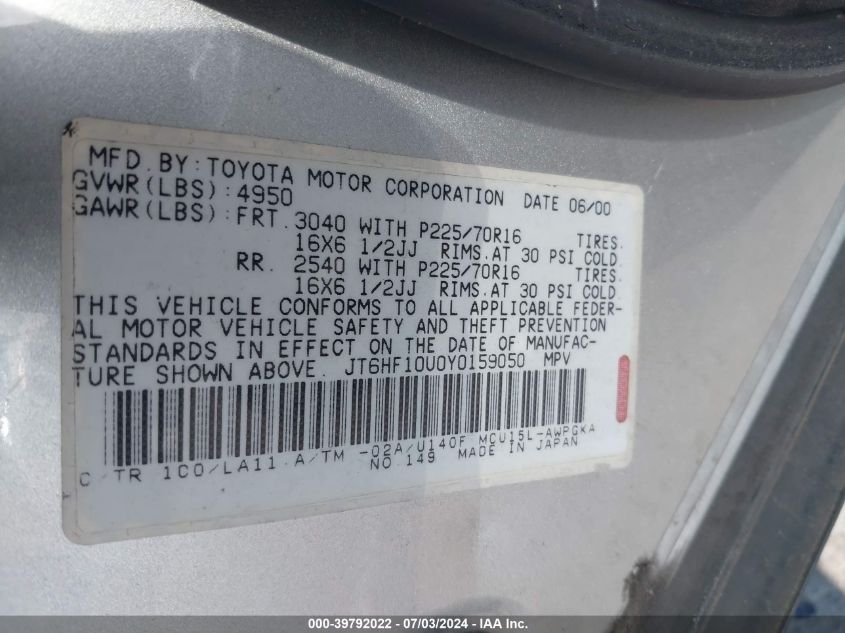 MFD.BY:TOYOTA MOTOR CORPORATION DATE 06/00
GVWR(LBS):4950
GAWR(LBS):FRT.3040 WITH P225/70R16 TIRES.
16X6 1/2JJ RIMS.AT 30 PSI COLD.
RR. 2540 WITH P225/70R16 TIRES.
16X6 1/2JJ RIMS.AT 30 PSI COLD.
THIS VEHICLE CONFORMS TO ALL APPLICABLE FEDER-
AL MOTOR VEHICLE SAFETY AND THEFT PREVENTION
STANDARDS IN EFFECT ON THE DATE OF MANUFAC-
TURE SHOWN ABOVE. JT6HF10U0Y0159050 MPV
C/TR 1C0/LA11 A/TM -02A/U140F MCU15L-AWPGKA
NO.149 MADE IN JAPAN
000-39792022 - 07/03/2024 - IAA Inc.